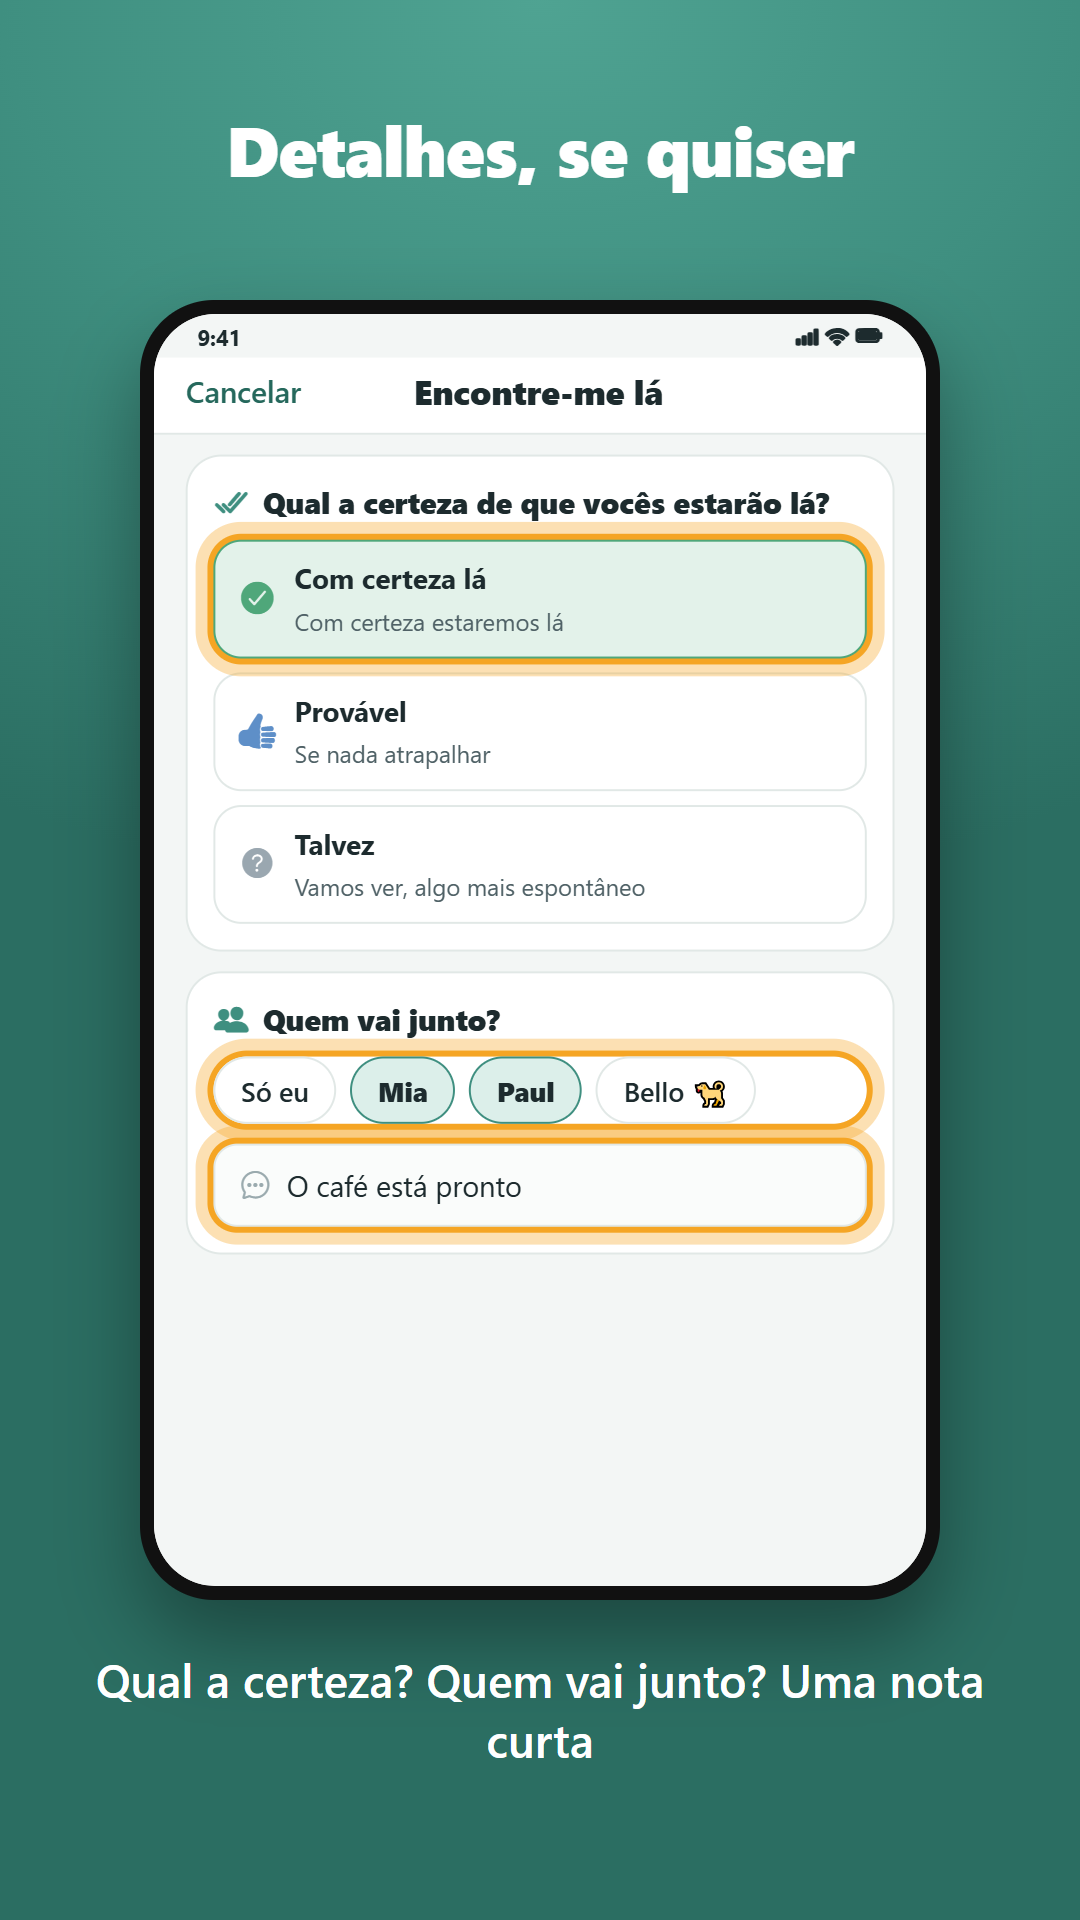 Detalhes, se quiser
9:41
Cancelar
Encontre-me lá
Qual a certeza de que vocês estarão lá?
Com certeza lá
Com certeza estaremos lá
Provável
Se nada atrapalhar
Talvez
Vamos ver, algo mais espontâneo
Quem vai junto?
Só eu
Mia
Paul
Bello 🐕
O café está pronto
Qual a certeza? Quem vai junto? Uma nota
curta